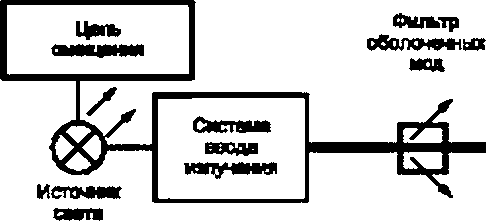 Цепь
смещения
Фильтр
оболочечных
мод
Система
ввода
излучения
Источник
света